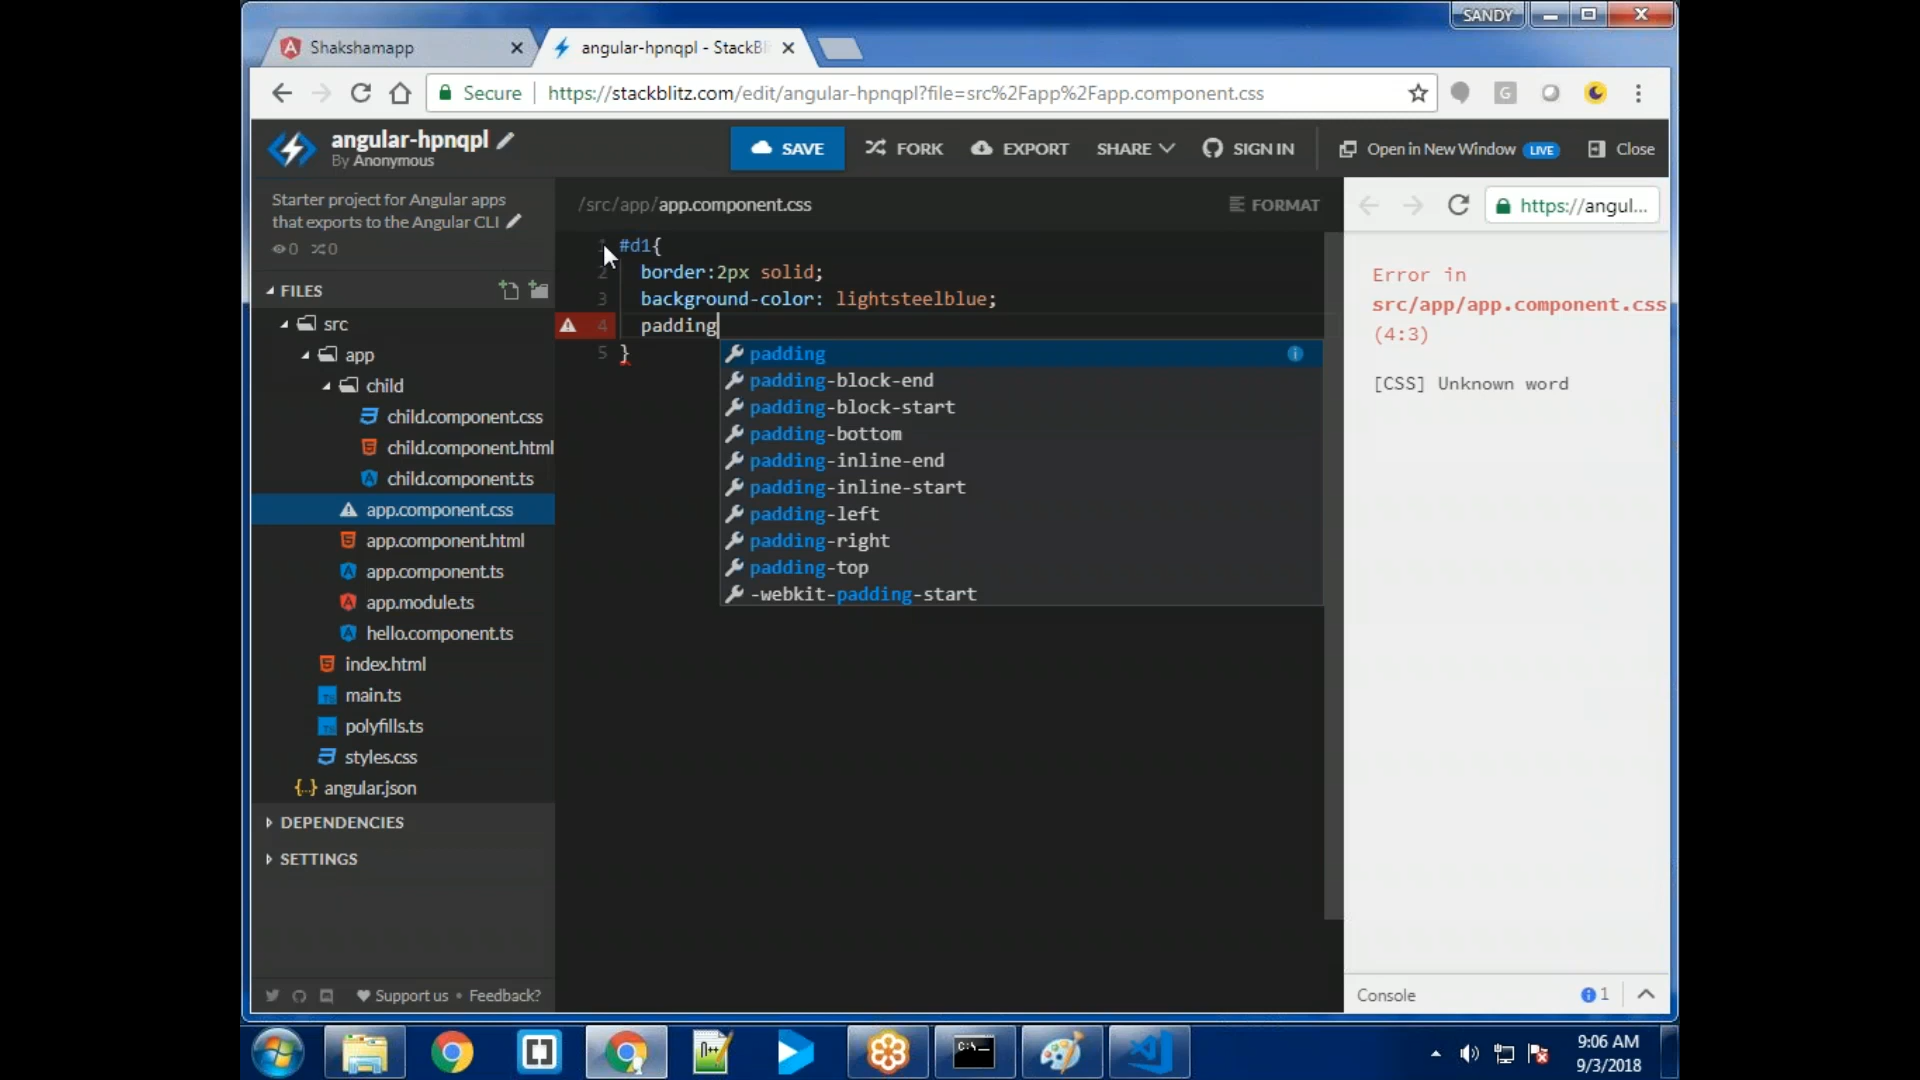 SANDY
Shakshamapp
angular-hpnqpl - StackBl
Secure
https://stackblitz.com/edit/angular-hpnqpl?file=src%2Fapp%2Fapp.component.css
angular-hpnqpl
By Anonymous
SAVE
FORK
EXPORT
SHARE
SIGN IN
Open in New Window LIVE
Close
Starter project for Angular apps
that exports to the Angular CLI
0 0
/src/app/app.component.css
FORMAT
https://angul...
FILES
src
app
child
child.component.css
child.component.html
child.component.ts
app.component.css
app.component.html
app.component.ts
app.module.ts
hello.component.ts
index.html
main.ts
polyfills.ts
styles.css
angular.json
DEPENDENCIES
SETTINGS
Support us • Feedback?
1 #d1{
2 border:2px solid;
3 background-color: lightsteelblue;
4 padding
5 }
padding
padding-block-end
padding-block-start
padding-bottom
padding-inline-end
padding-inline-start
padding-left
padding-right
padding-top
-webkit-padding-start
Error in
src/app/app.component.css
(4:3)
[CSS] Unknown word
Console
1
9:06 AM
9/3/2018